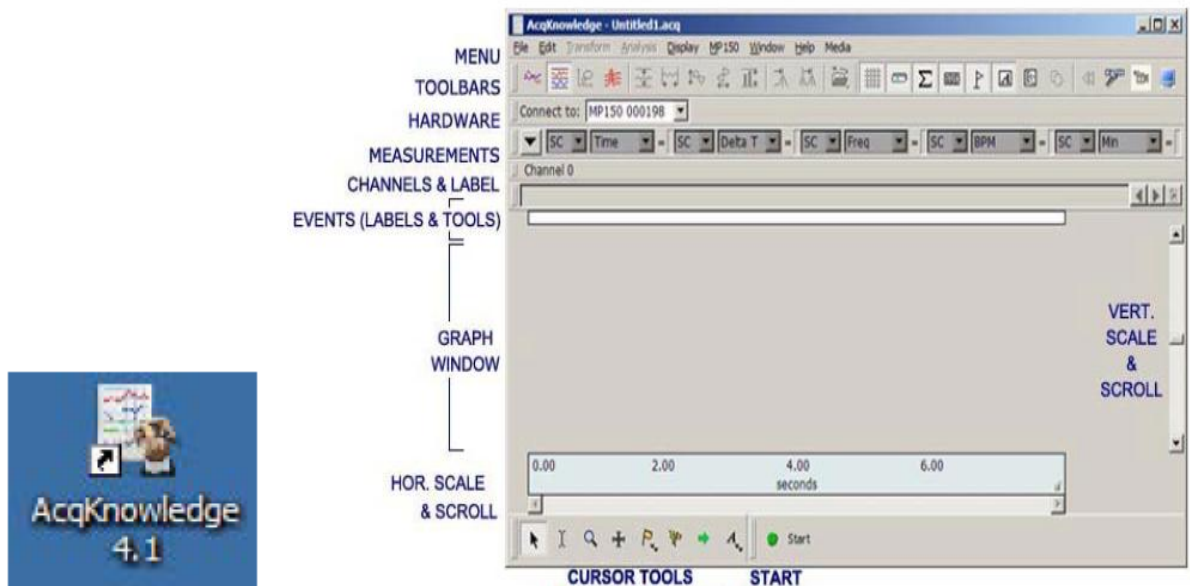 AcqKnowledge - Untitled1.acq
MENU
File Edit Transform Analysis Display MP150 Window Help Media
TOOLBARS
HARDWARE
Connect to: MP150 000198
MEASUREMENTS
SC Time = SC Delta T = SC Freq = SC BPM = SC Min =
CHANNELS & LABEL
Channel 0
EVENTS (LABELS & TOOLS)
GRAPH
WINDOW
VERT.
SCALE
&
SCROLL
HOR. SCALE
& SCROLL
0.00 2.00 4.00 6.00
seconds
Start
CURSOR TOOLS START
AcqKnowledge
4.1